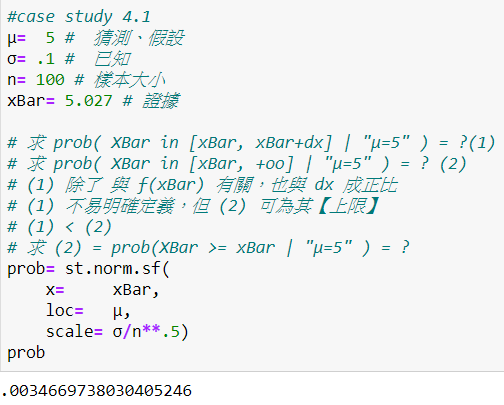 #case study 4.1
μ=  5 #  猜測、假設
σ= .1 #  已知
n= 100 # 樣本大小
xBar= 5.027 # 證據
# 求 prob( XBar in [xBar, xBar+dx] | "μ=5" ) = ?(1)
# 求 prob( XBar in [xBar, +oo] | "μ=5" ) = ? (2)
# (1) 除了 與 f(xBar) 有關，也與 dx 成正比
# (1) 不易明確定義，但 (2) 可為其【上限】
# (1) < (2)
# 求 (2) = prob(XBar >= xBar | "μ=5" ) = ?
prob= st.norm.sf(
    x=     xBar,
    loc=   μ,
    scale= σ/n**.5)
prob
.0034669738030405246